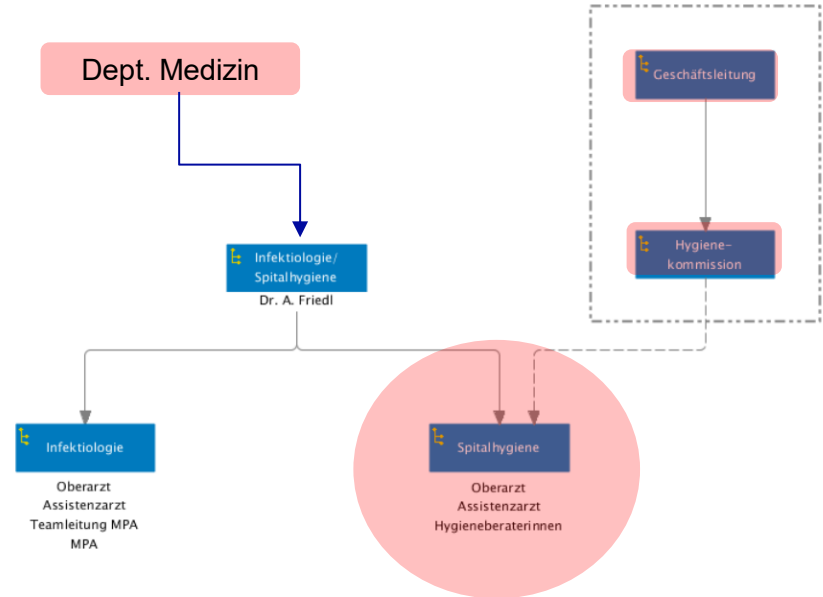 Dept. Medizin
Geschäftsleitung
Infektiologie/
Spitalhygiene
Dr. A. Friedl
Hygiene-
kommission
Infektiologie
Oberarzt
Assistenzarzt
Teamleitung MPA
MPA
Spitalhygiene
Oberarzt
Assistenzarzt
Hygieneberaterinnen